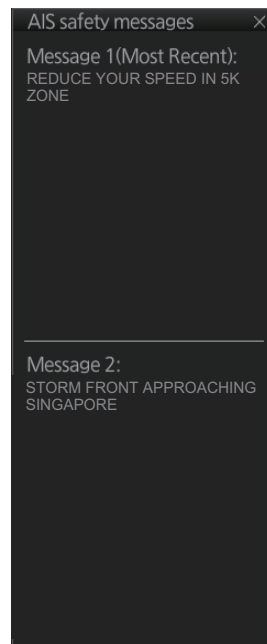 AIS safety messages ×
Message 1(Most Recent):
REDUCE YOUR SPEED IN 5K
ZONE
Message 2:
STORM FRONT APPROACHING
SINGAPORE